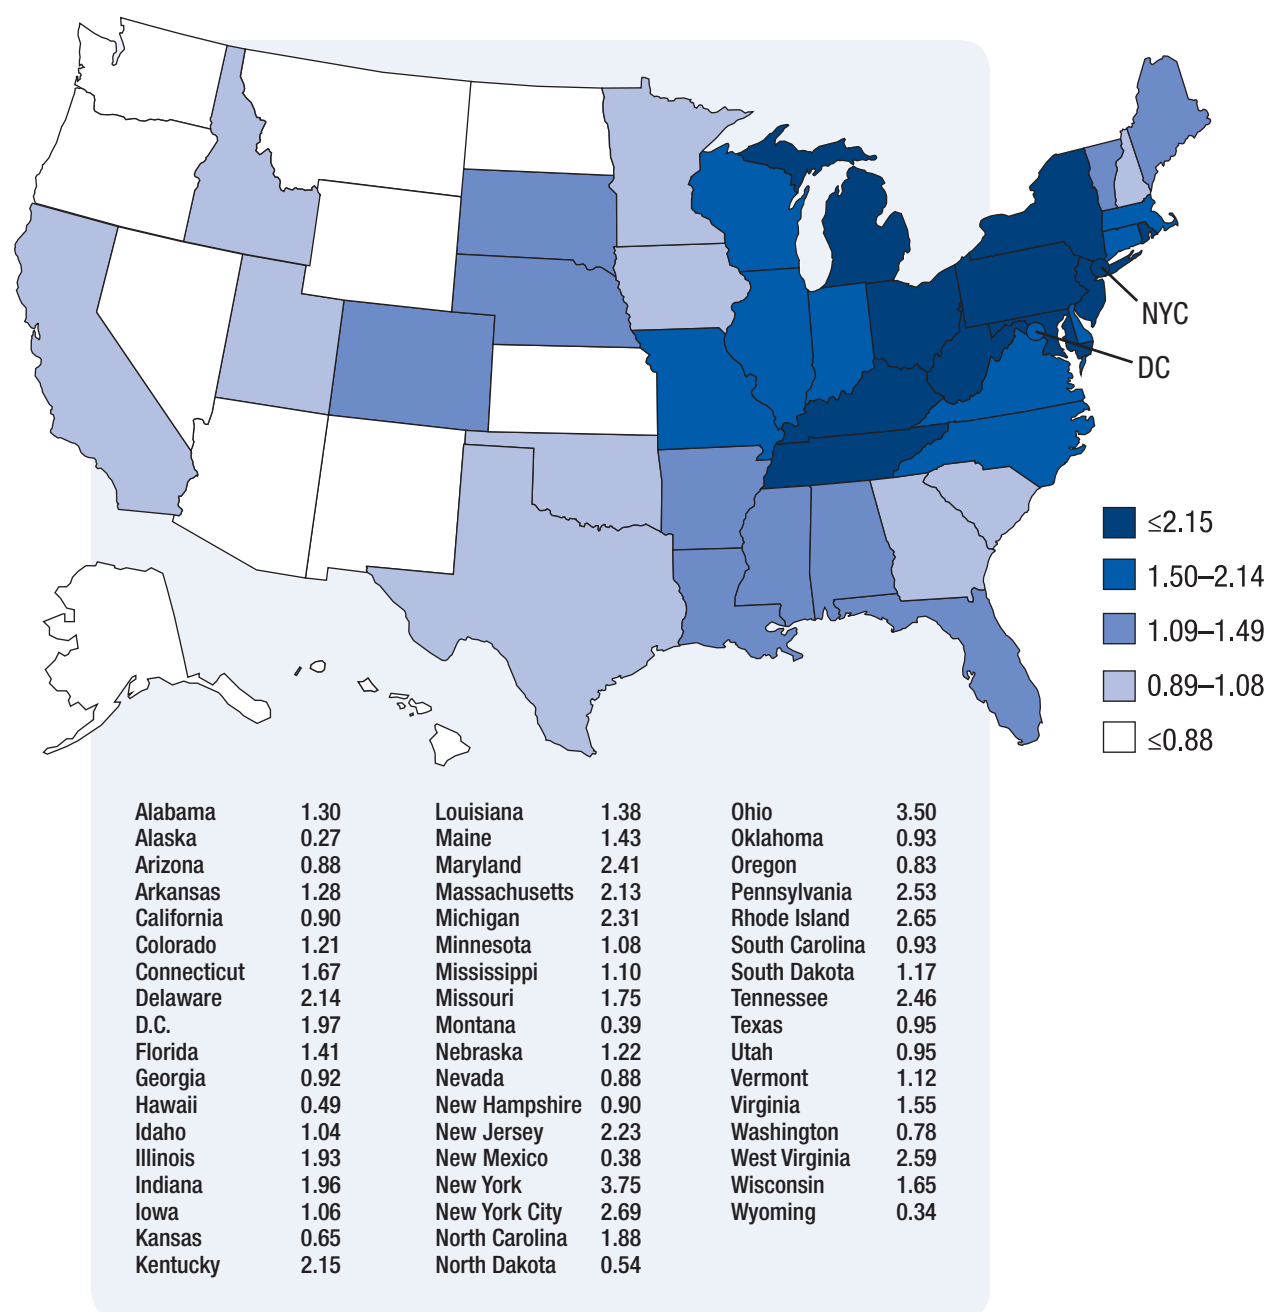 NYC
DC
≤2.15
1.50–2.14
1.09–1.49
0.89–1.08
≤0.88
Alabama 1.30
Alaska 0.27
Arizona 0.88
Arkansas 1.28
California 0.90
Colorado 1.21
Connecticut 1.67
Delaware 2.14
D.C. 1.97
Florida 1.41
Georgia 0.92
Hawaii 0.49
Idaho 1.04
Illinois 1.93
Indiana 1.96
Iowa 1.06
Kansas 0.65
Kentucky 2.15
Louisiana 1.38
Maine 1.43
Maryland 2.41
Massachusetts 2.13
Michigan 2.31
Minnesota 1.08
Mississippi 1.10
Missouri 1.75
Montana 0.39
Nebraska 1.22
Nevada 0.88
New Hampshire 0.90
New Jersey 2.23
New Mexico 0.38
New York 3.75
New York City 2.69
North Carolina 1.88
North Dakota 0.54
Ohio 3.50
Oklahoma 0.93
Oregon 0.83
Pennsylvania 2.53
Rhode Island 2.65
South Carolina 0.93
South Dakota 1.17
Tennessee 2.46
Texas 0.95
Utah 0.95
Vermont 1.12
Virginia 1.55
Washington 0.78
West Virginia 2.59
Wisconsin 1.65
Wyoming 0.34